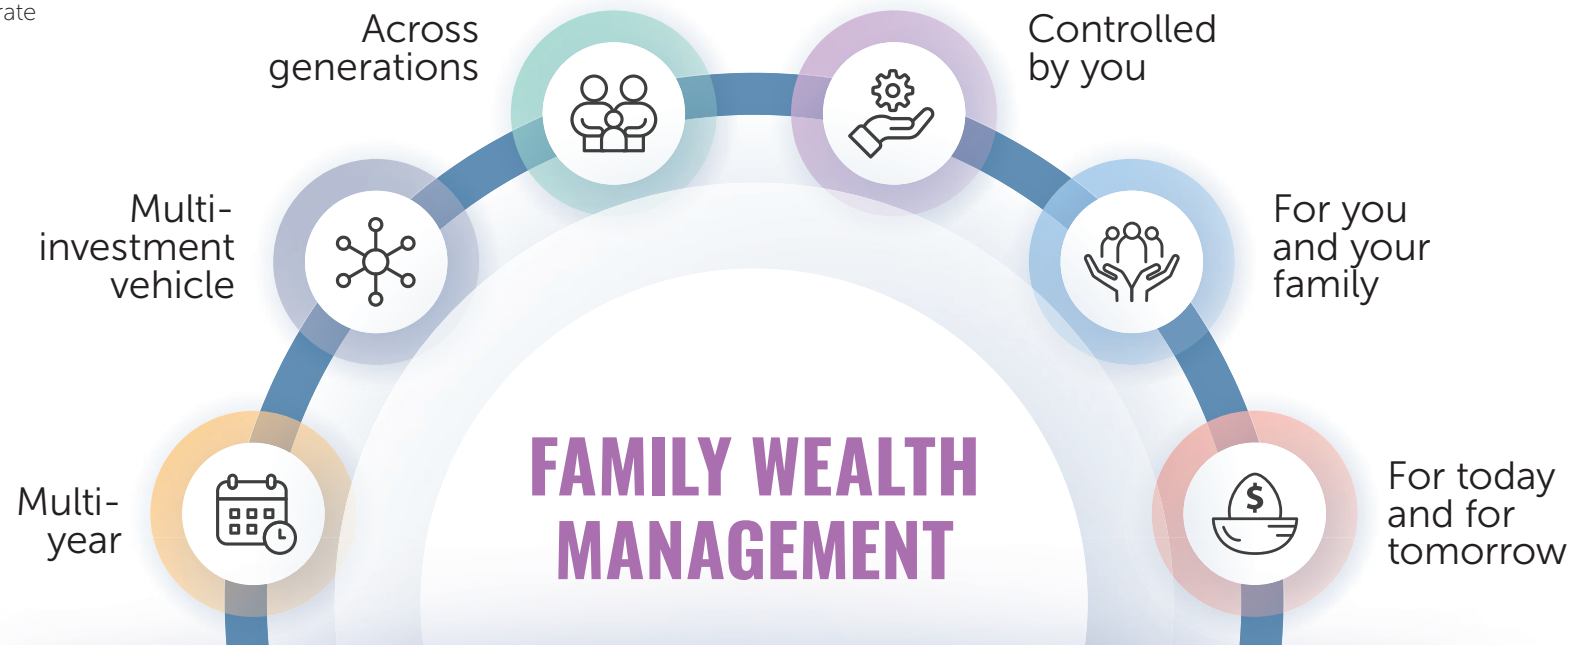 Across
generations
Controlled
by you
Multi-
investment
vehicle
For you
and your
family
FAMILY WEALTH
MANAGEMENT
Multi-
year
$
For today
and for
tomorrow